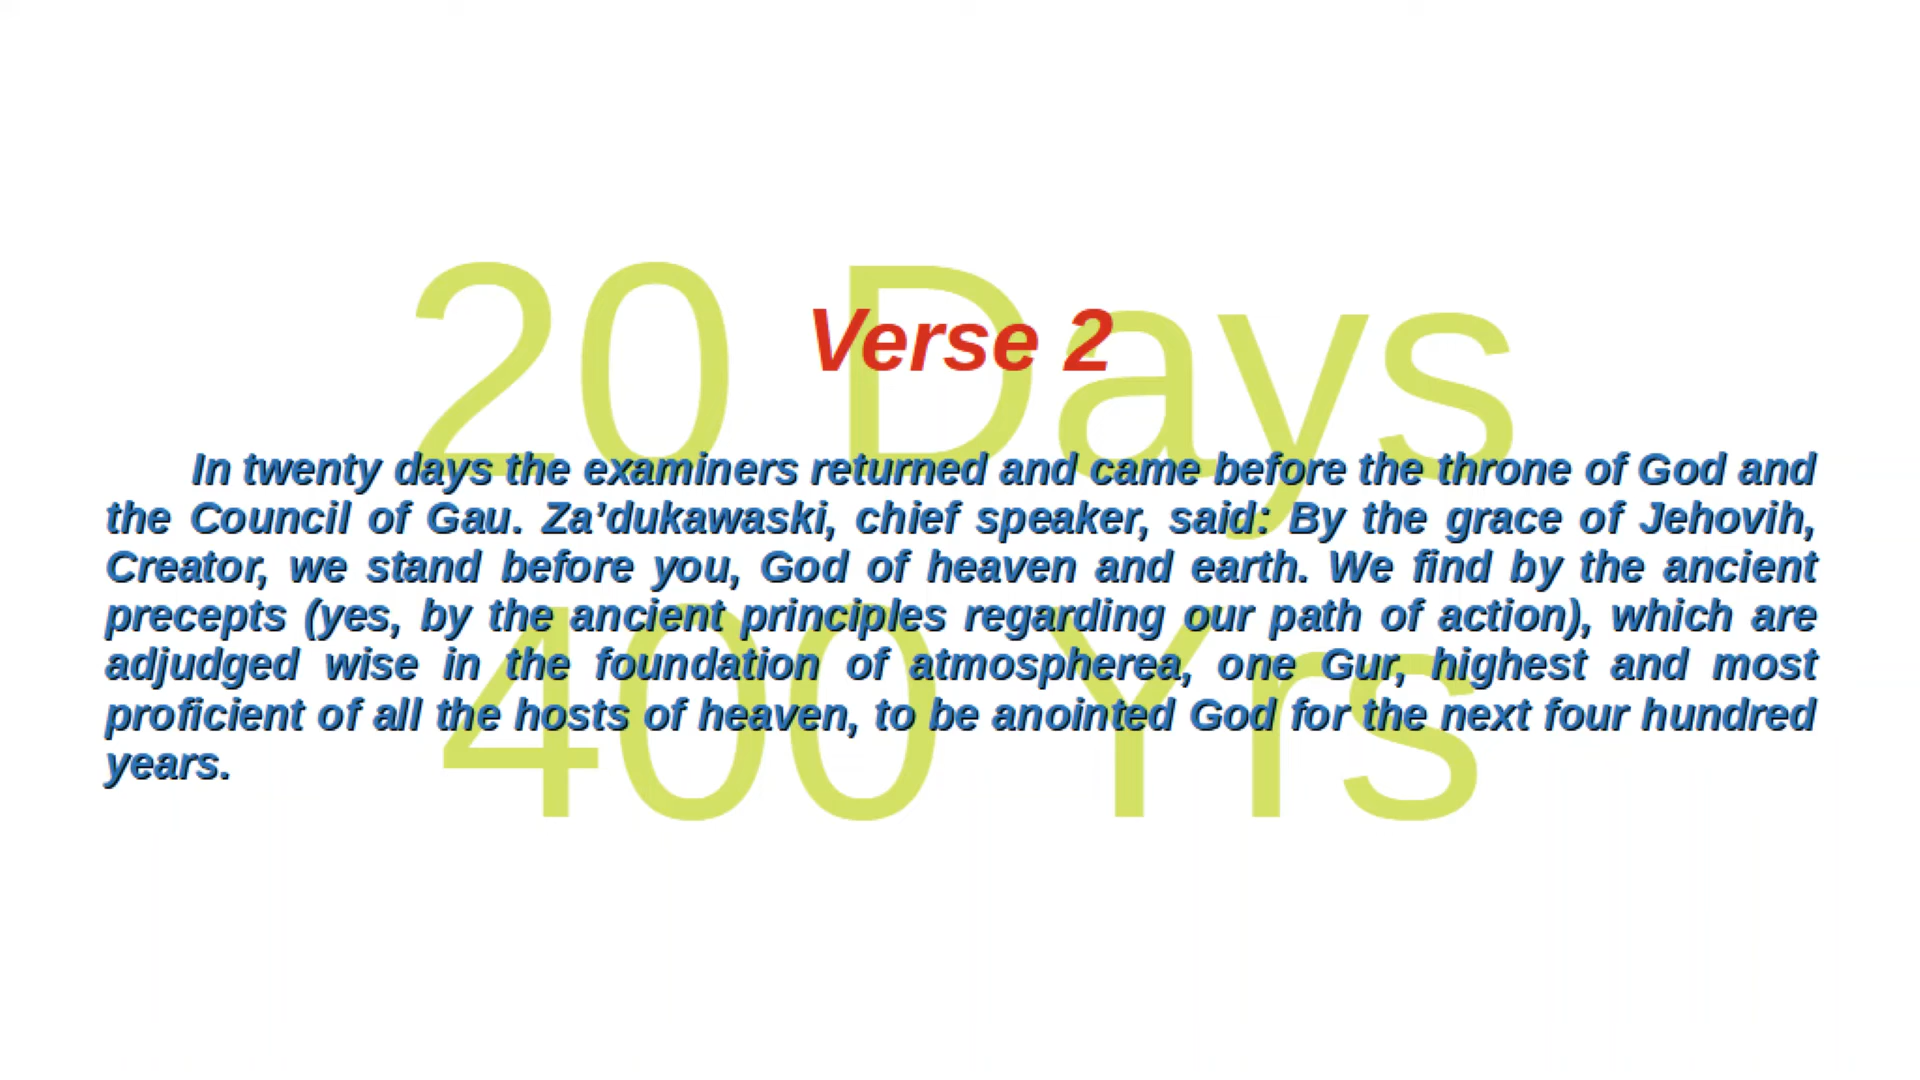 20 Days
Verse 2
In twenty days the examiners returned and came before the throne of God and
the Council of Gau. Za’dukawaski, chief speaker, said: By the grace of Jehovih,
Creator, we stand before you, God of heaven and earth. We find by the ancient
precepts (yes, by the ancient principles regarding our path of action), which are
adjudged wise in the foundation of atmospherea, one Gur, highest and most
proficient of all the hosts of heaven, to be anointed God for the next four hundred
years.
400 Yrs